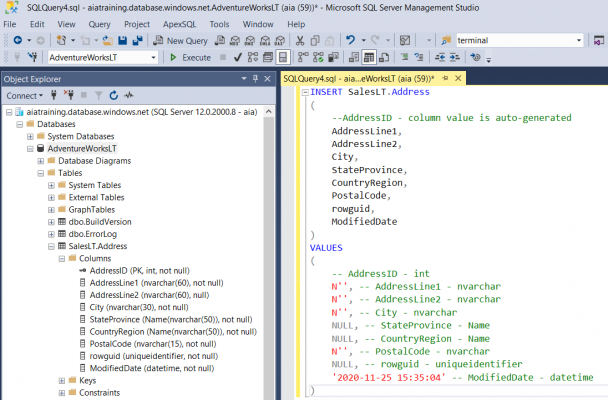 SQLQuery4.sql - aiatraining.database.windows.net.AdventureWorksLT (aia (59))* - Microsoft SQL Server Management Studio
File Edit View Query Project ApexSQL Tools Window Help
New Query
MDX
DMX
XMLA
DAX
terminal
AdventureWorksLT
Execute
Object Explorer
Connect
aiatraining.database.windows.net (SQL Server 12.0.2000.8 - aia)
Databases
System Databases
AdventureWorksLT
Database Diagrams
Tables
System Tables
External Tables
GraphTables
dbo.BuildVersion
dbo.ErrorLog
SalesLT.Address
Columns
AddressID (PK, int, not null)
AddressLine1 (nvarchar(60), not null)
AddressLine2 (nvarchar(60), null)
City (nvarchar(30), not null)
StateProvince (Name(nvarchar(50)), not null)
CountryRegion (Name(nvarchar(50)), not null)
PostalCode (nvarchar(15), not null)
rowguid (uniqueidentifier, not null)
ModifiedDate (datetime, not null)
Keys
Constraints
SQLQuery4.sql - aia...eWorksLT (aia (59))*
INSERT SalesLT.Address
(
--AddressID - column value is auto-generated
AddressLine1,
AddressLine2,
City,
StateProvince,
CountryRegion,
PostalCode,
rowguid,
ModifiedDate
)
VALUES
(
-- AddressID - int
N'', -- AddressLine1 - nvarchar
N'', -- AddressLine2 - nvarchar
N'', -- City - nvarchar
NULL, -- StateProvince - Name
NULL, -- CountryRegion - Name
N'', -- PostalCode - nvarchar
NULL, -- rowguid - uniqueidentifier
'2020-11-25 15:35:04' -- ModifiedDate - datetime
)